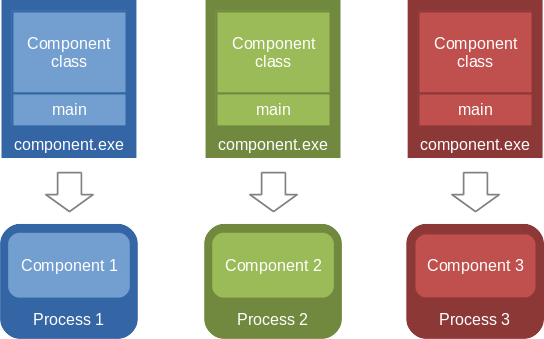 Component
class
main
component.exe
Component
class
main
component.exe
Component
class
main
component.exe
Component 1
Process 1
Component 2
Process 2
Component 3
Process 3